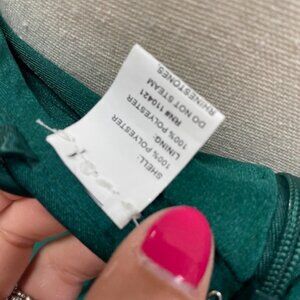 SHELL:
100% POLYESTER
LINING:
100% POLYESTER
RN# 110421
DO NOT STEAM
RHINESTONES